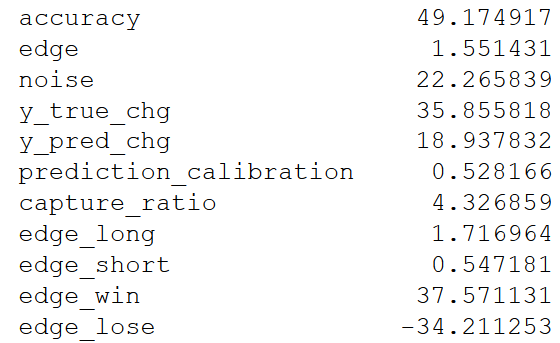 accuracy 49.174917
edge 1.551431
noise 22.265839
y_true_chg 35.855818
y_pred_chg 18.937832
prediction_calibration 0.528166
capture_ratio 4.326859
edge_long 1.716964
edge_short 0.547181
edge_win 37.571131
edge_lose -34.211253